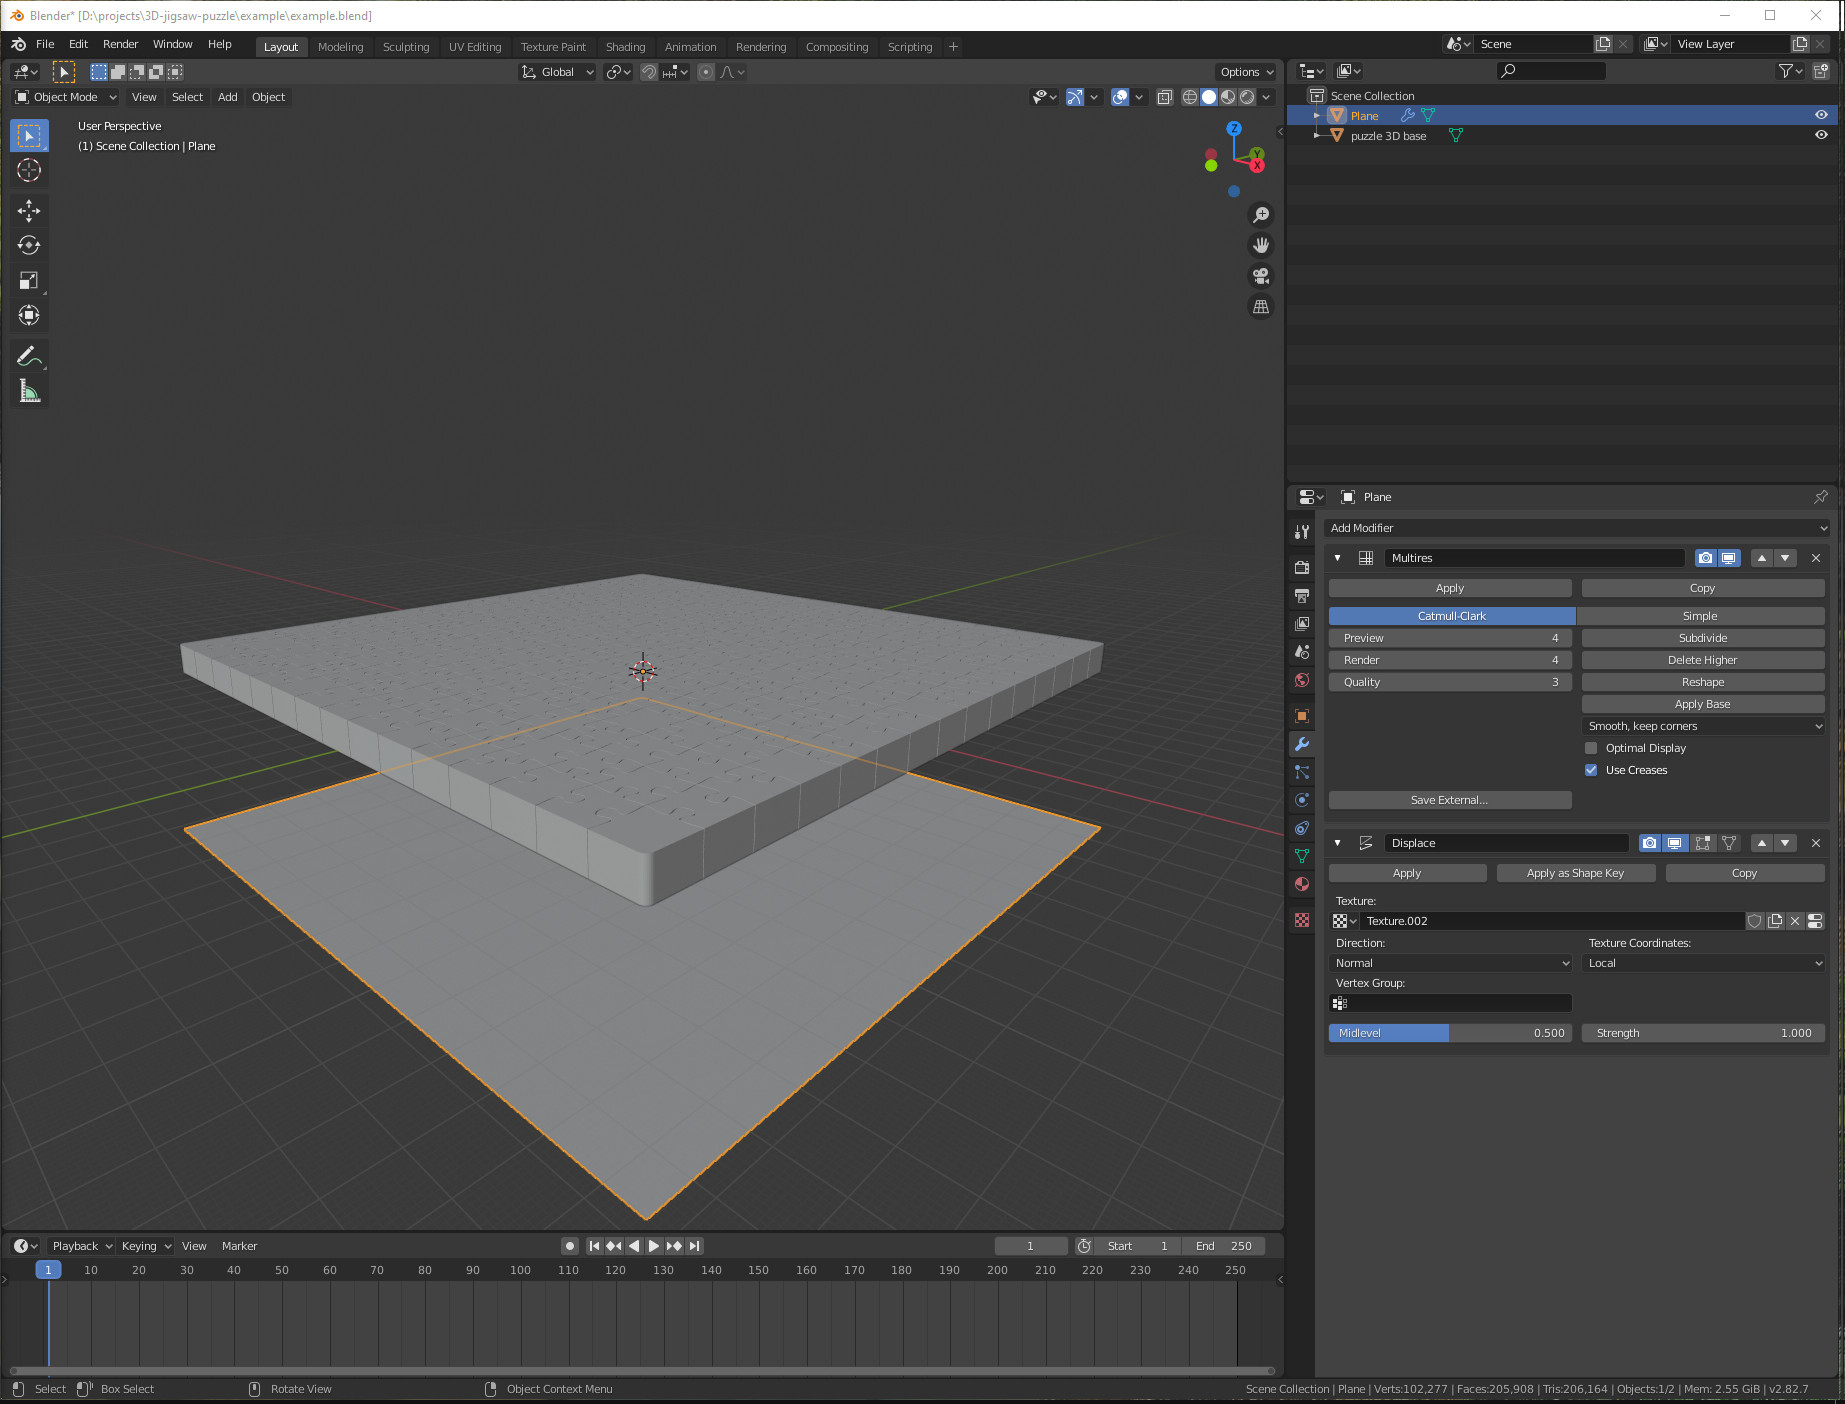 Blender* [D:\projects\3D-jigsaw-puzzle\example\example.blend]
File Edit Render Window Help Layout Modeling Sculpting UV Editing Texture Paint Shading Animation Rendering Compositing Scripting + Scene View Layer
Global Options
Object Mode View Select Add Object
User Perspective
(1) Scene Collection | Plane
Z
Y
X
Scene Collection
Plane
puzzle 3D base
Plane
Add Modifier
Multires
Apply Copy
Catmull-Clark Simple
Preview 4 Subdivide
Render 4 Delete Higher
Quality 3 Reshape
Apply Base
Smooth, keep corners
Optimal Display
Use Creases
Save External...
Displace
Apply Apply as Shape Key Copy
Texture:
Texture.002
Direction: Texture Coordinates:
Normal Local
Vertex Group:
Midlevel 0.500 Strength 1.000
Playback Keying View Marker 1 Start 1 End 250
1 10 20 30 40 50 60 70 80 90 100 110 120 130 140 150 160 170 180 190 200 210 220 230 240 250
Select Box Select Rotate View Object Context Menu
Scene Collection | Plane | Verts:102,277 | Faces:205,908 | Tris:206,164 | Objects:1/2 | Mem: 2.55 GiB | v2.82.7